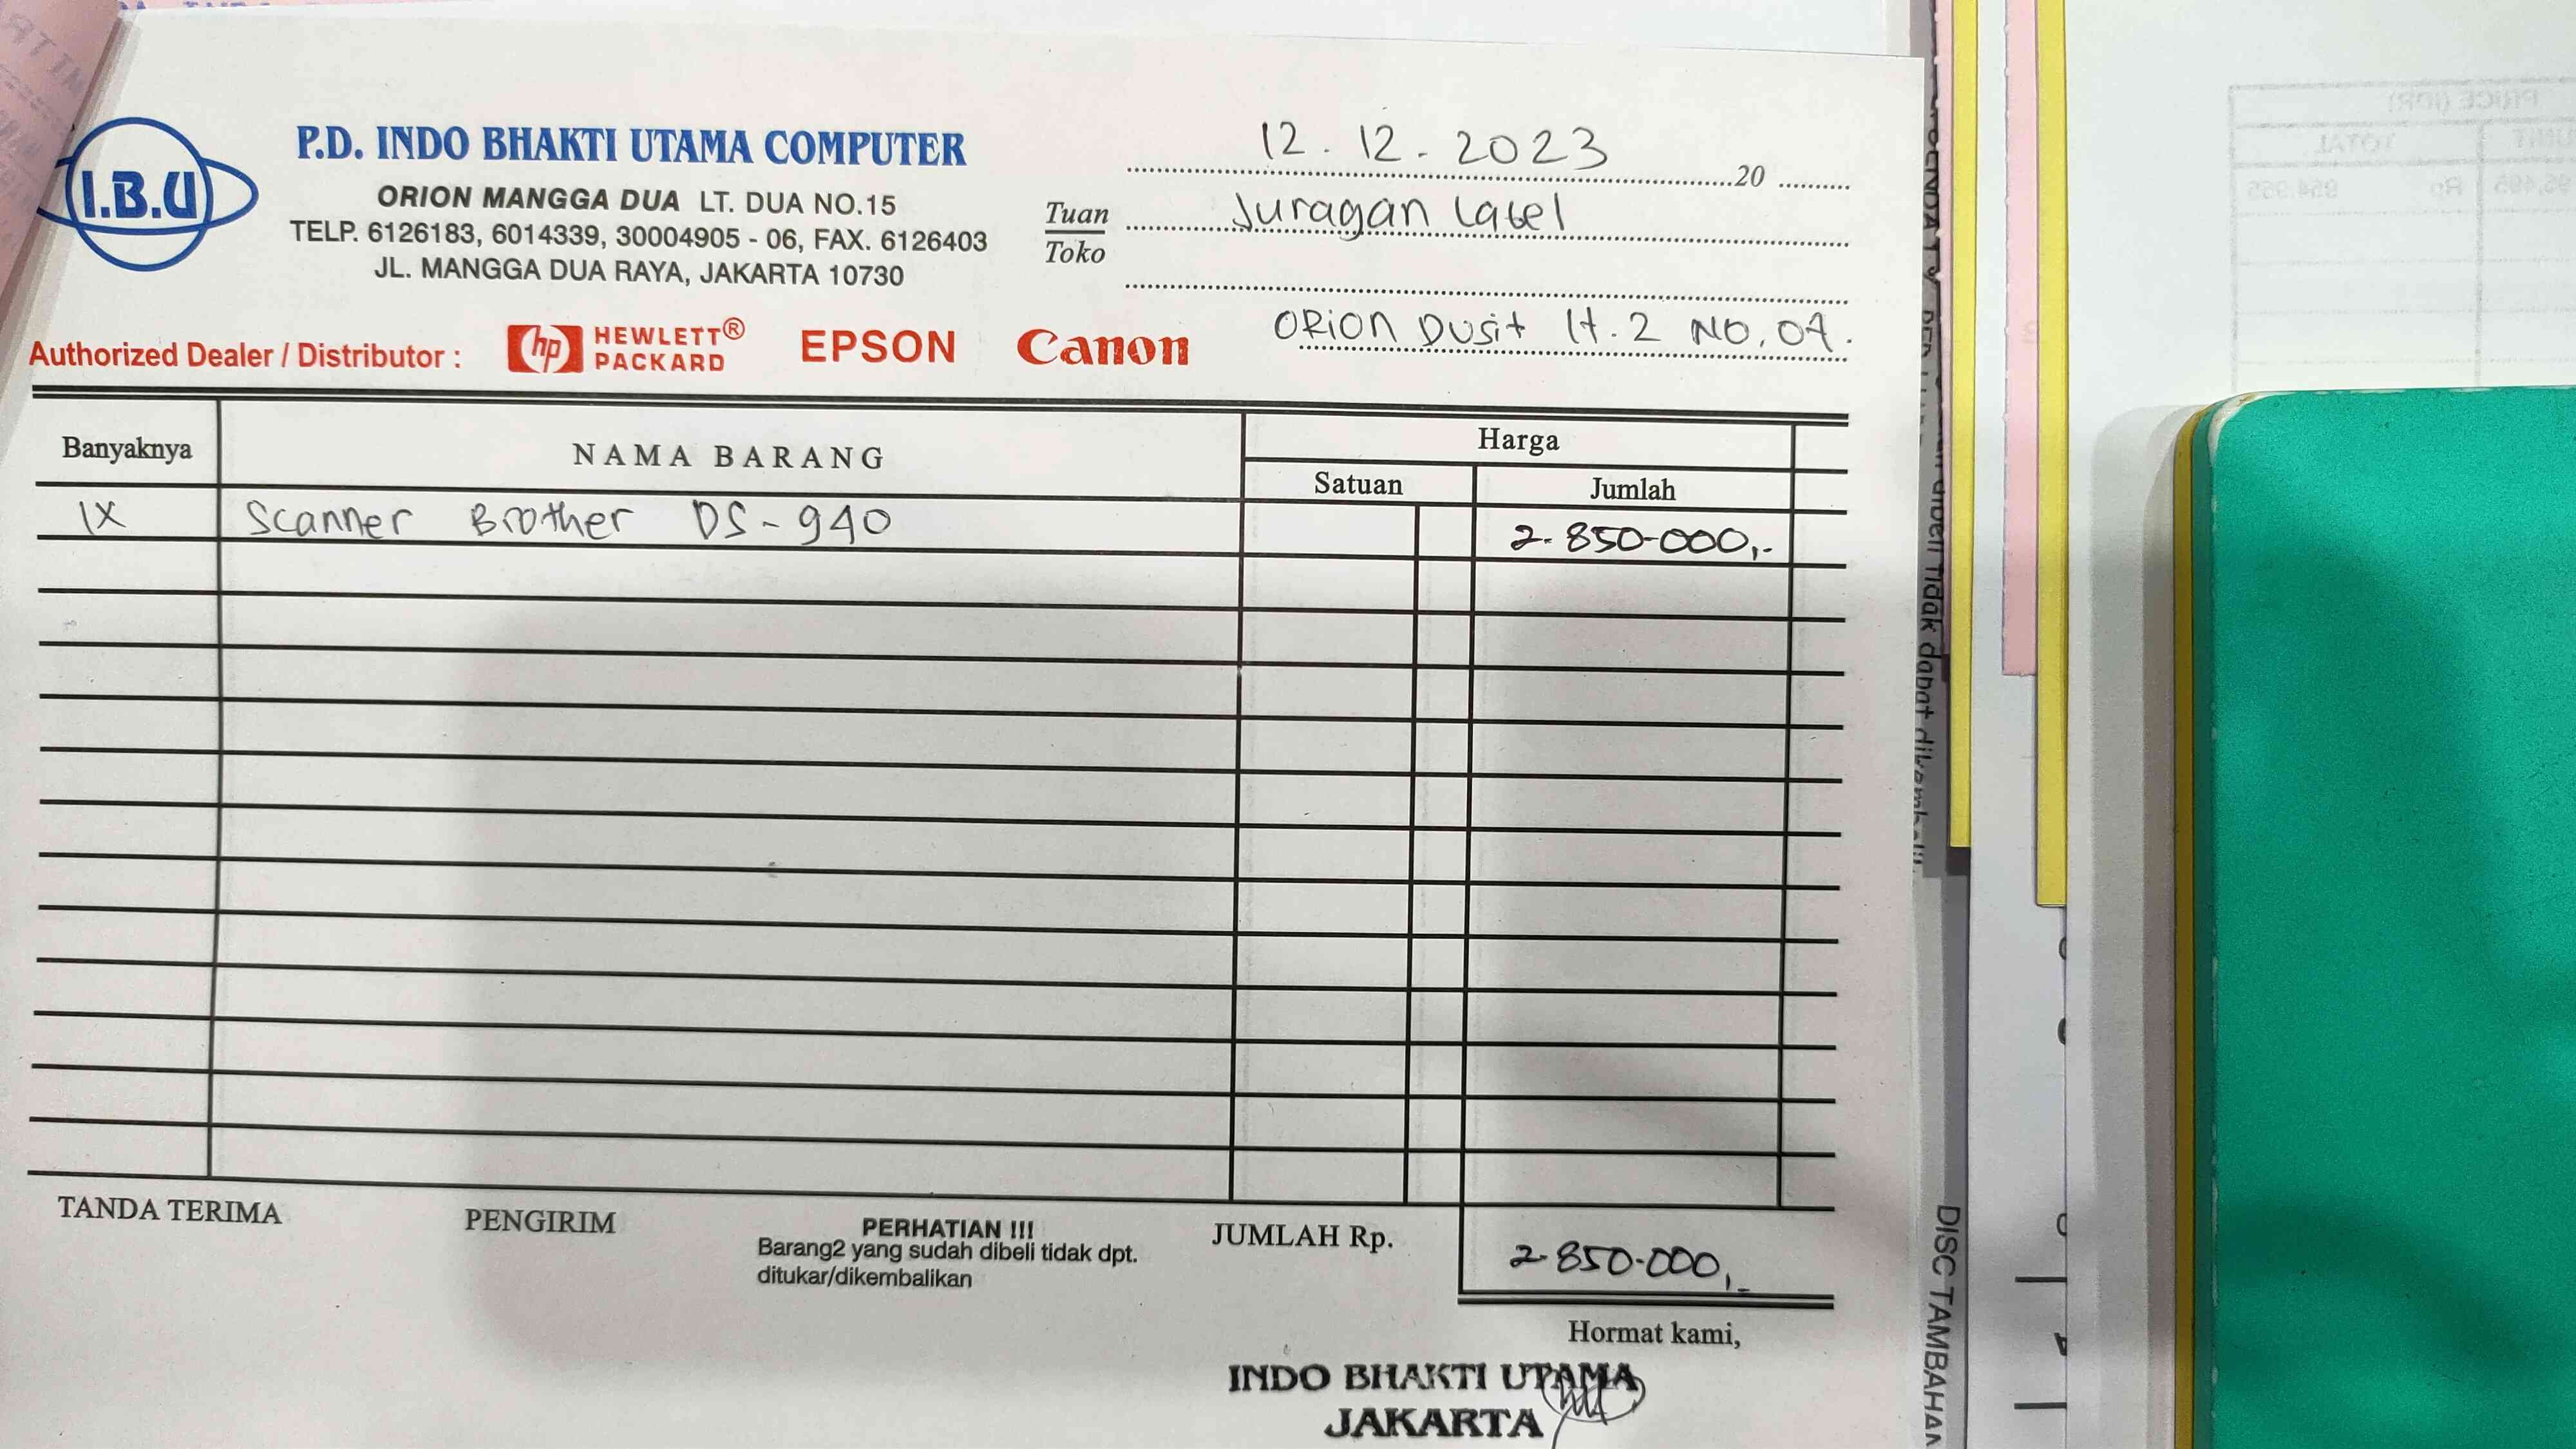 I.B.U
P.D. INDO BHAKTI UTAMA COMPUTER
ORION MANGGA DUA LT. DUA NO.15
TELP. 6126183, 6014339, 30004905 - 06, FAX. 6126403
JL. MANGGA DUA RAYA, JAKARTA 10730
12.12.2023 20
Tuan
Toko
Juragan Label
Orion Dusit lt.2 NO.07.
Authorized Dealer / Distributor :
hp HEWLETT®
PACKARD
EPSON
Canon
Banyaknya
NAMA BARANG
Harga
Satuan
Jumlah
1X Scanner Brother DS-940 2.850.000,-
TANDA TERIMA
PENGIRIM
PERHATIAN !!!
Barang2 yang sudah dibeli tidak dpt.
ditukar/dikembalikan
JUMLAH Rp. 2.850.000,-
Hormat kami,
INDO BHAKTI UTAMA
JAKARTA
DISC TAMBAHAN
PRICE (IDR)
TOTAL
Rp